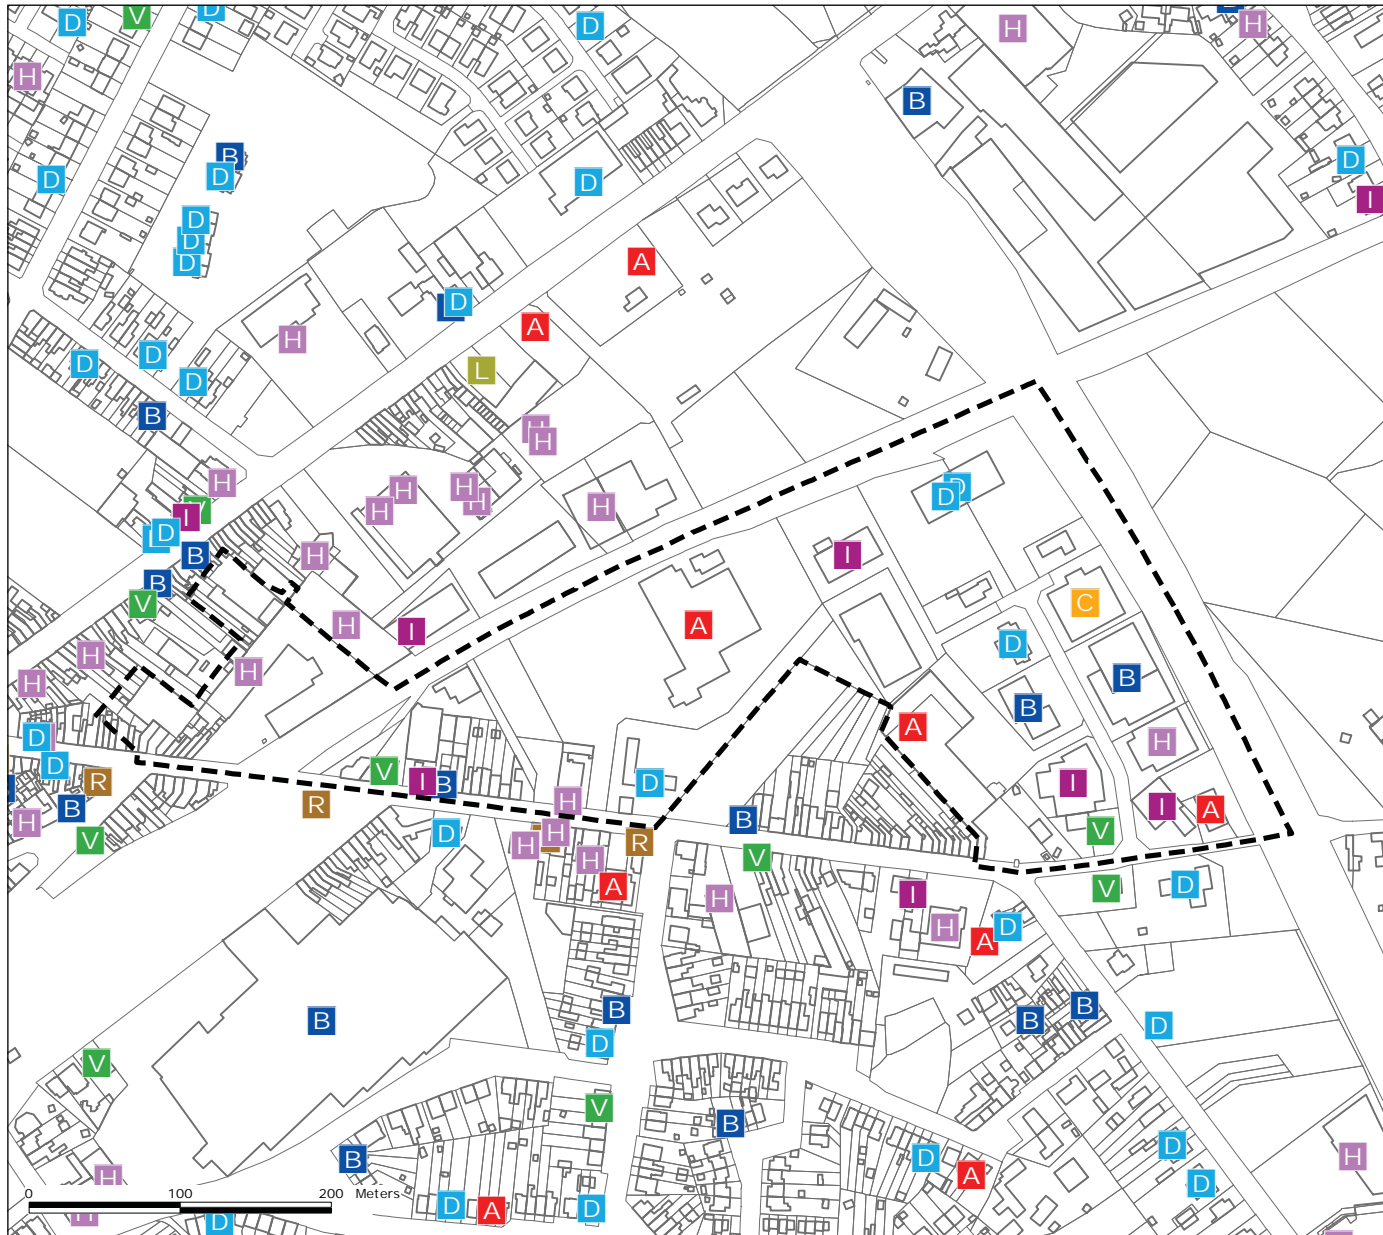 D V D D H B H
H
B D
B D
D D
D D I
D
D A
D
H A
D D D L
B
H H
H
H H H H H D D
V I
D D
B H I
B V H I A C
H H D
H B B
D H A H
D V I B D H I I A
B R R H B V
H V D H H R V
H A H I V D
H A D
B B D B B
V D
V B
H B D A D H
D
0 100 200 Meters
D A D
H D